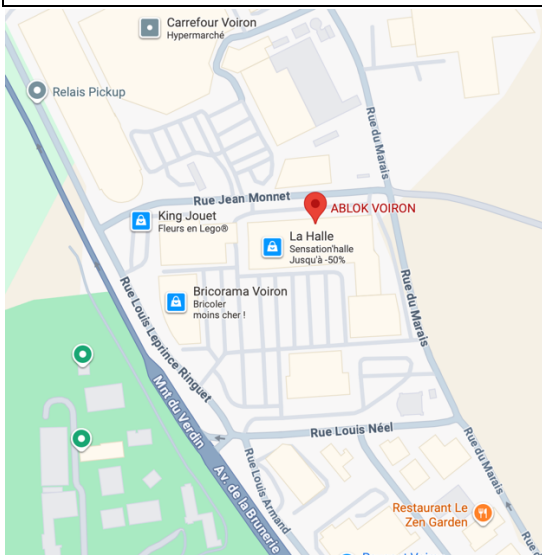 Carrefour Voiron
Hypermarché
Relais Pickup
Rue du Marais
Rue Jean Monnet
ABLOK VOIRON
King Jouet
Fleurs en Lego®
La Halle
Sensation'halle
Jusqu'à -50%
Bricorama Voiron
Bricoler
moins cher !
Rue du Marais
Rue Louis Leprince Ringuet
Mnt du Verdin
Rue Louis Néel
Rue du Marais
Av. de la Brunerie
Rue Louis Armand
Restaurant Le
Zen Garden
Rue